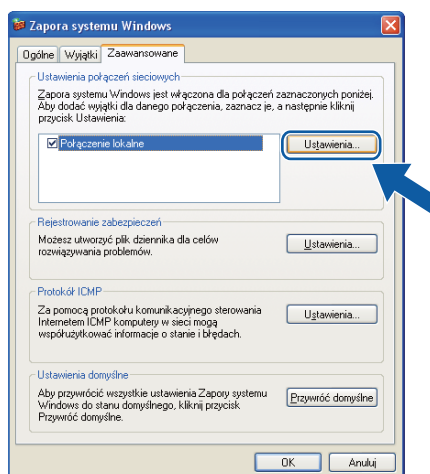 Zapora systemu Windows
Ogólne Wyjątki Zaawansowane
Ustawienia połączeń sieciowych
Zapora systemu Windows jest włączona dla połączeń zaznaczonych poniżej.
Aby dodać wyjątki dla danego połączenia, zaznacz je, a następnie kliknij
przycisk Ustawienia:
Połączenie lokalne
Ustawienia...
Rejestrowanie zabezpieczeń
Możesz utworzyć plik dziennika dla celów
rozwiązywania problemów.
Ustawienia...
Protokół ICMP
Za pomocą protokołu komunikacyjnego sterowania
Internetem ICMP komputery w sieci mogą
współużytkować informacje o stanie i błędach.
Ustawienia...
Ustawienia domyślne
Aby przywrócić wszystkie ustawienia Zapory systemu
Windows do stanu domyślnego, kliknij przycisk
Przywróć domyślne.
Przywróć domyślne
OK Anuluj